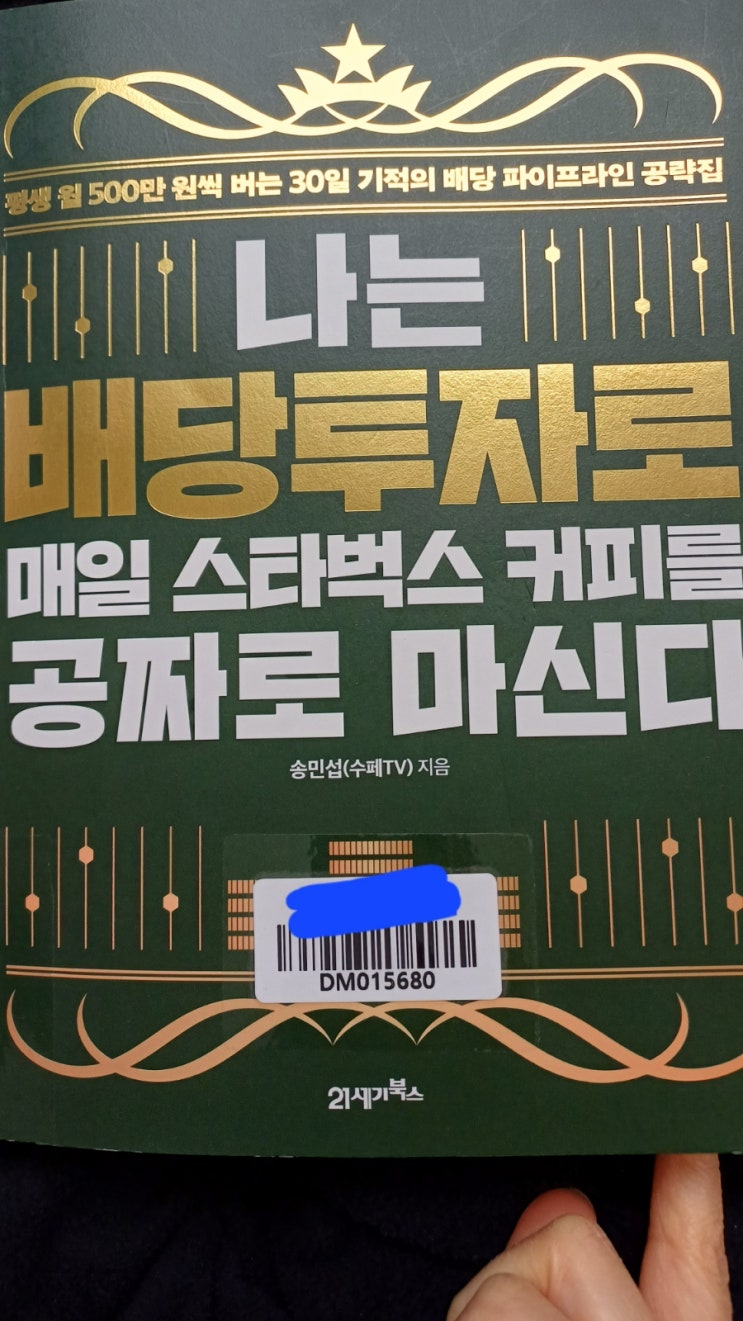 평생 월 500만 원씩 버는 30일 기적의 배당 파이프라인 공략집
나는
배당투자로
매일 스타벅스 커피를
공짜로 마신다
송민섭(수페TV) 지음
DM015680
21세기북스